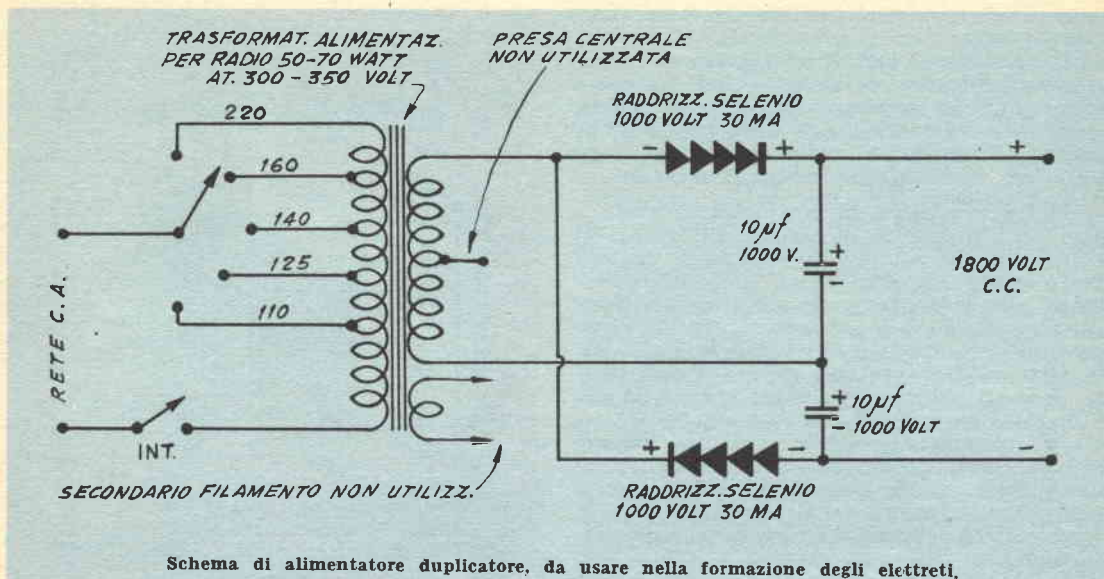 TRASFORMAT. ALIMENTAZ.
PER RADIO 50-70 WATT
AT. 300 - 350 VOLT
PRESA CENTRALE
NON UTILIZZATA
RADDRIZZ. SELENIO
1000 VOLT 30 MA
220
160
140
125
110
RETE C.A.
INT.
- +
+
10 µf
1000 V.
+
-
1800 VOLT
C.C.
+
10 µf
- 1000 VOLT
+ -
-
SECONDARIO FILAMENTO NON UTILIZZ.
RADDRIZZ. SELENIO
1000 VOLT 30 MA
Schema di alimentatore duplicatore, da usare nella formazione degli elettreti.